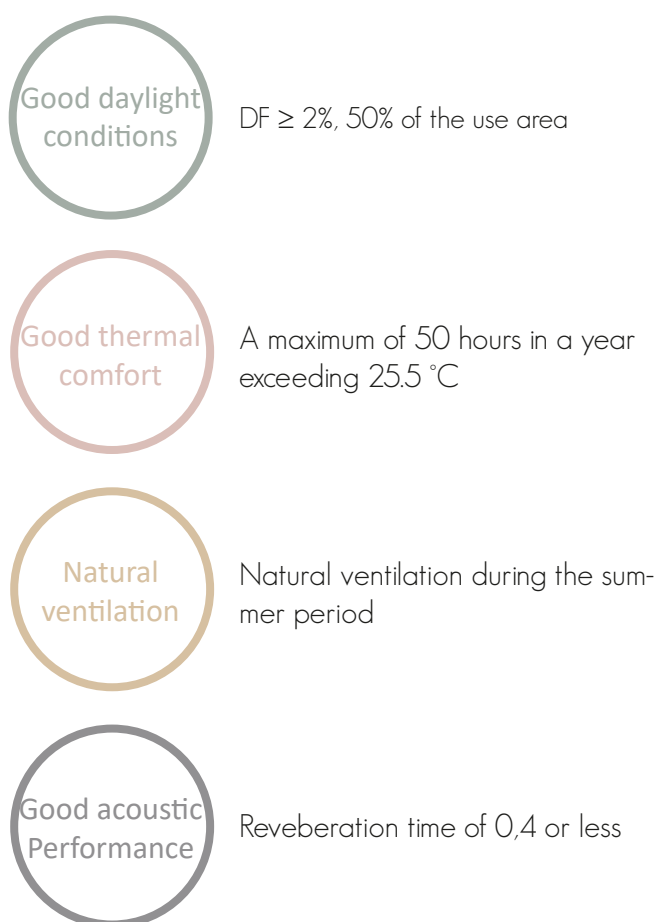 Good daylight
conditions
DF ≥ 2%, 50% of the use area
Good thermal
comfort
A maximum of 50 hours in a year
exceeding 25.5 °C
Natural
ventilation
Natural ventilation during the sum-
mer period
Good acoustic
Performance
Reveberation time of 0,4 or less